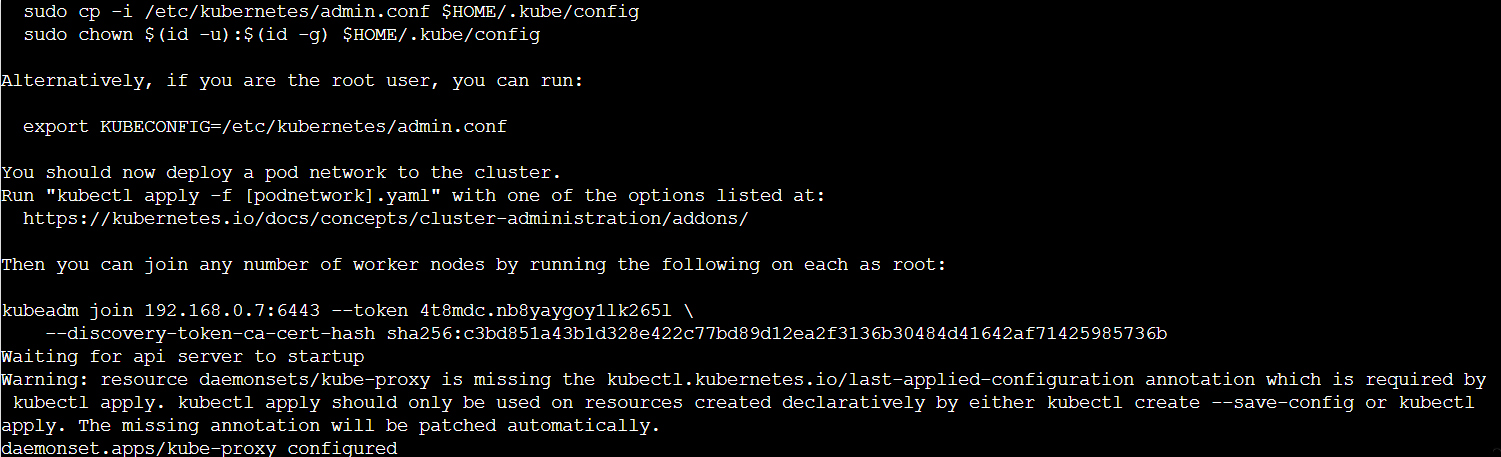 sudo cp -i /etc/kubernetes/admin.conf $HOME/.kube/config
sudo chown $(id -u):$(id -g) $HOME/.kube/config
Alternatively, if you are the root user, you can run:
export KUBECONFIG=/etc/kubernetes/admin.conf
You should now deploy a pod network to the cluster.
Run "kubectl apply -f [podnetwork].yaml" with one of the options listed at:
https://kubernetes.io/docs/concepts/cluster-administration/addons/
Then you can join any number of worker nodes by running the following on each as root:
kubeadm join 192.168.0.7:6443 --token 4t8mdc.nb8yaygoy1lk265l \
--discovery-token-ca-cert-hash sha256:c3bd851a43b1d328e422c77bd89d12ea2f3136b30484d41642af71425985736b
Waiting for api server to startup
Warning: resource daemonsets/kube-proxy is missing the kubectl.kubernetes.io/last-applied-configuration annotation which is required by
kubectl apply. kubectl apply should only be used on resources created declaratively by either kubectl create --save-config or kubectl
apply. The missing annotation will be patched automatically.
daemonset.apps/kube-proxy configured